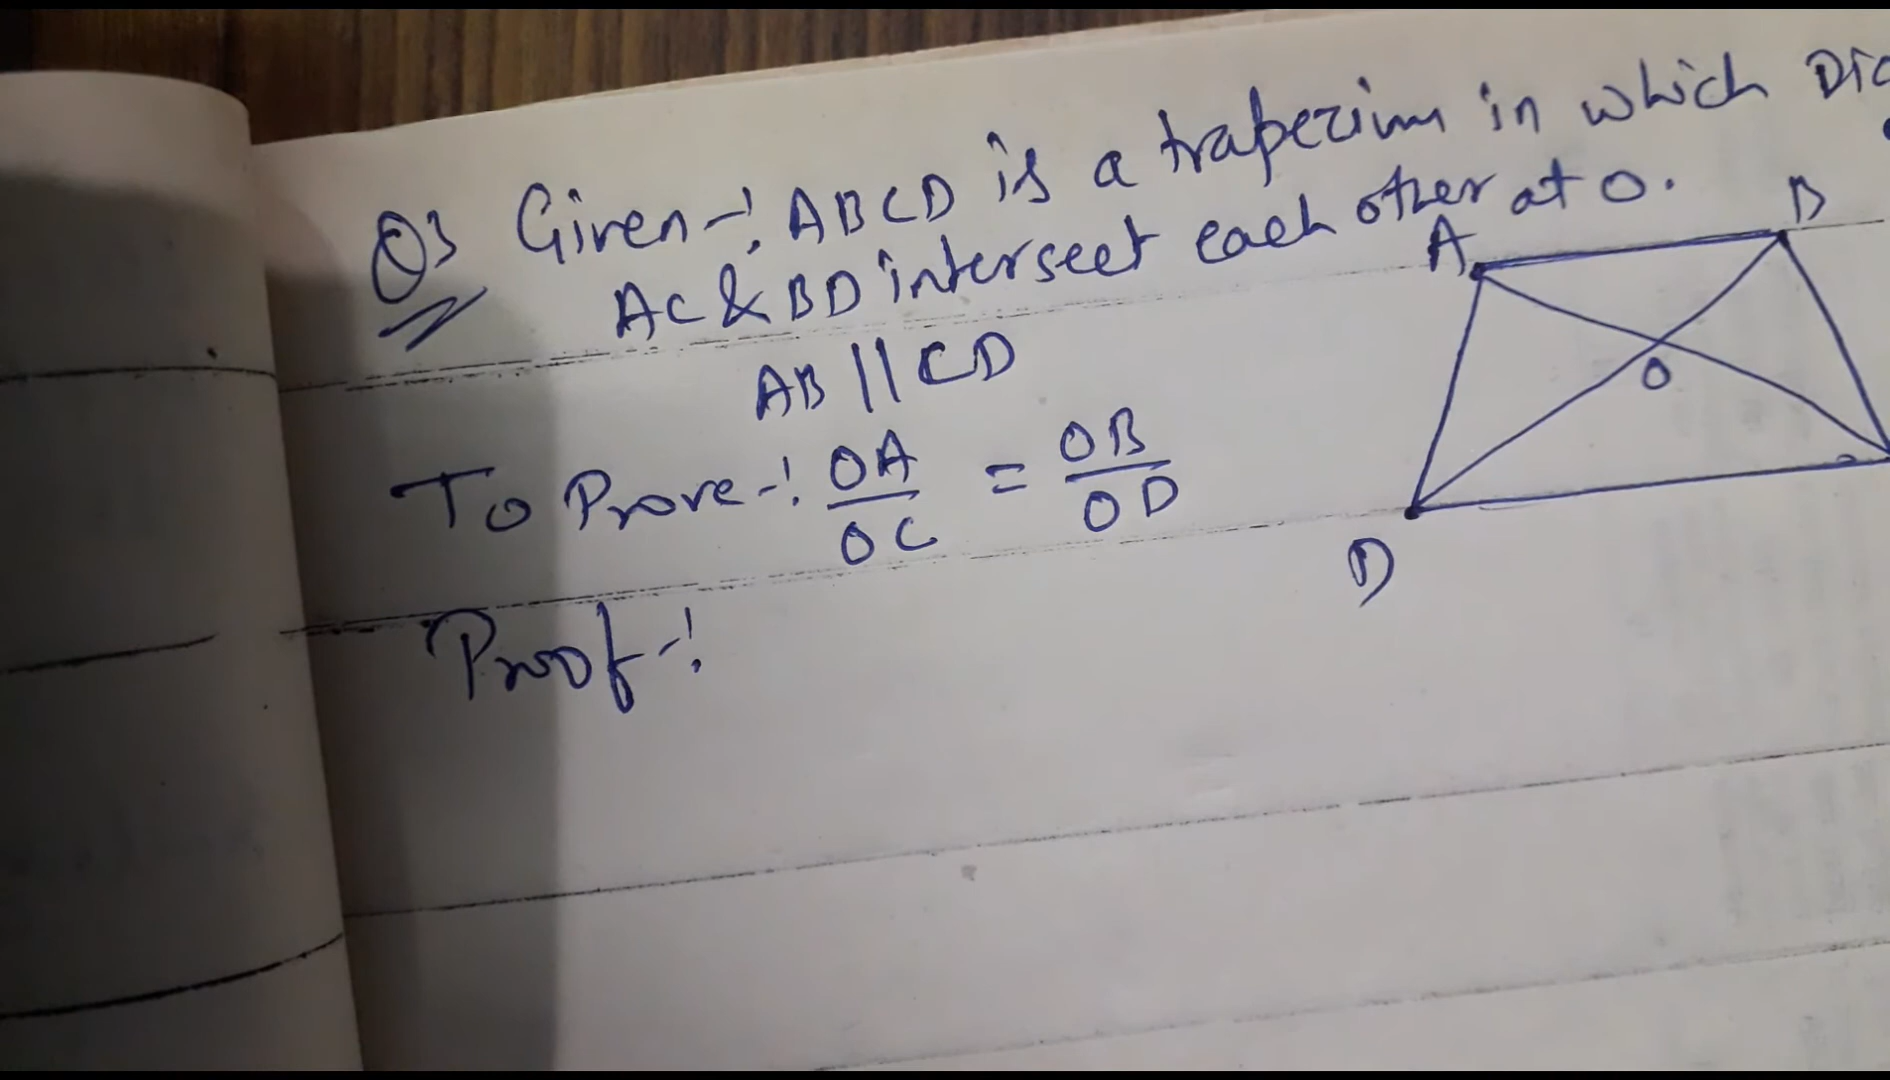 Q3 Given-: ABCD is a trapezium in which
AC & BD intersect each other at O.
AB || CD
To Prove-: OA/OC = OB/OD
Proof-:
A B
O
D